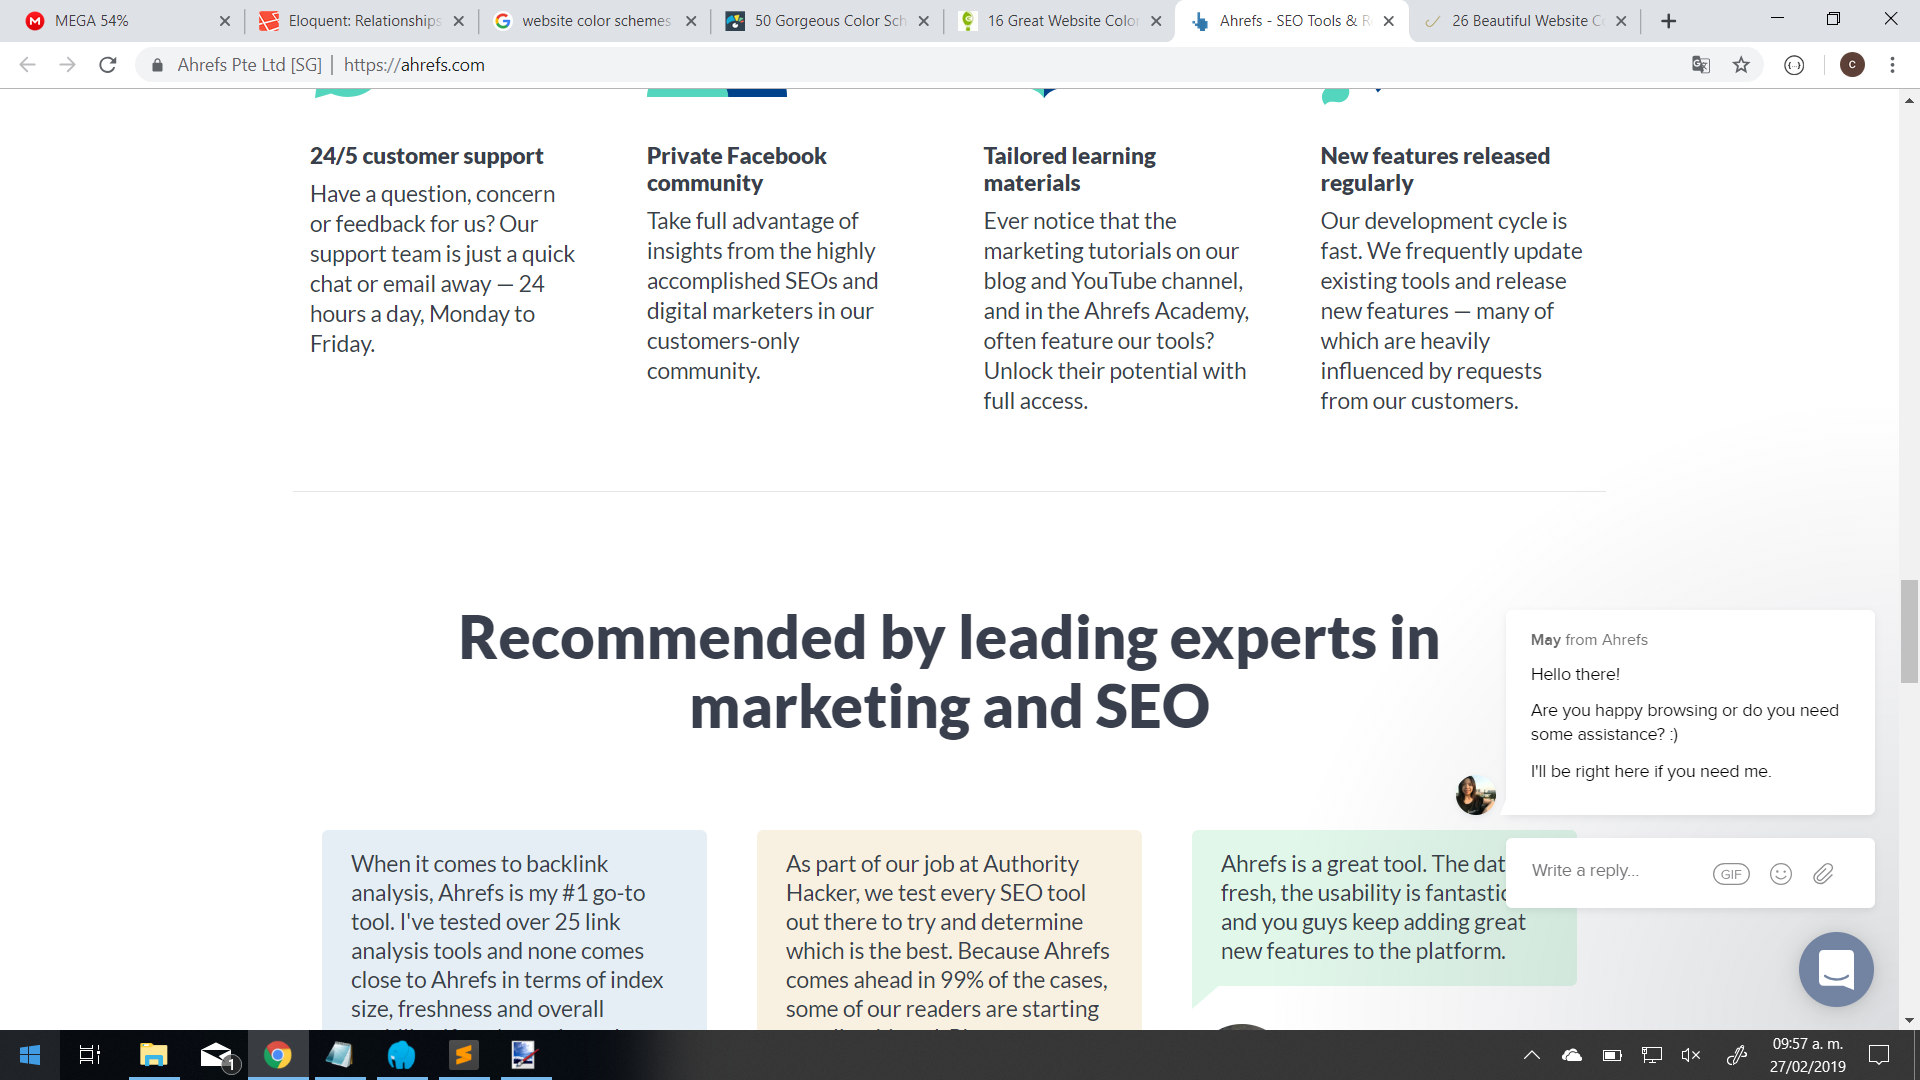 MEGA 54%
Eloquent: Relationships
website color schemes
50 Gorgeous Color Sch
16 Great Website Color
Ahrefs - SEO Tools & R
26 Beautiful Website Co
Ahrefs Pte Ltd [SG] | https://ahrefs.com
C
24/5 customer support
Have a question, concern
or feedback for us? Our
support team is just a quick
chat or email away — 24
hours a day, Monday to
Friday.
Private Facebook
community
Take full advantage of
insights from the highly
accomplished SEOs and
digital marketers in our
customers-only
community.
Tailored learning
materials
Ever notice that the
marketing tutorials on our
blog and YouTube channel,
and in the Ahrefs Academy,
often feature our tools?
Unlock their potential with
full access.
New features released
regularly
Our development cycle is
fast. We frequently update
existing tools and release
new features — many of
which are heavily
influenced by requests
from our customers.
Recommended by leading experts in
marketing and SEO
When it comes to backlink
analysis, Ahrefs is my #1 go-to
tool. I've tested over 25 link
analysis tools and none comes
close to Ahrefs in terms of index
size, freshness and overall
As part of our job at Authority
Hacker, we test every SEO tool
out there to try and determine
which is the best. Because Ahrefs
comes ahead in 99% of the cases,
some of our readers are starting
Ahrefs is a great tool. The dat
fresh, the usability is fantastic
and you guys keep adding great
new features to the platform.
May from Ahrefs
Hello there!
Are you happy browsing or do you need
some assistance? :)
I'll be right here if you need me.
Write a reply...
GIF
1
09:57 a. m.
27/02/2019